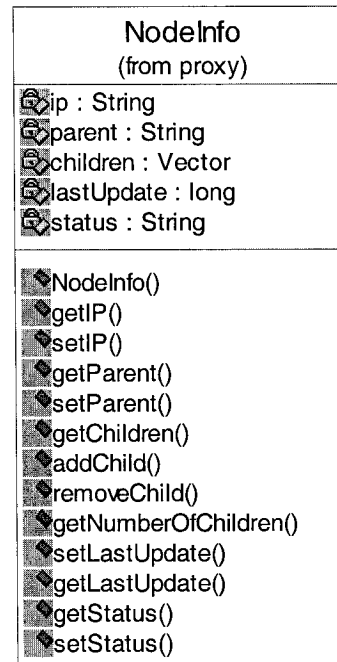 NodeInfo
(from proxy)
ip : String
parent : String
children : Vector
lastUpdate : long
status : String
NodeInfo()
getIP()
setIP()
getParent()
setParent()
getChildren()
addChild()
removeChild()
getNumberOfChildren()
setLastUpdate()
getLastUpdate()
getStatus()
setStatus()